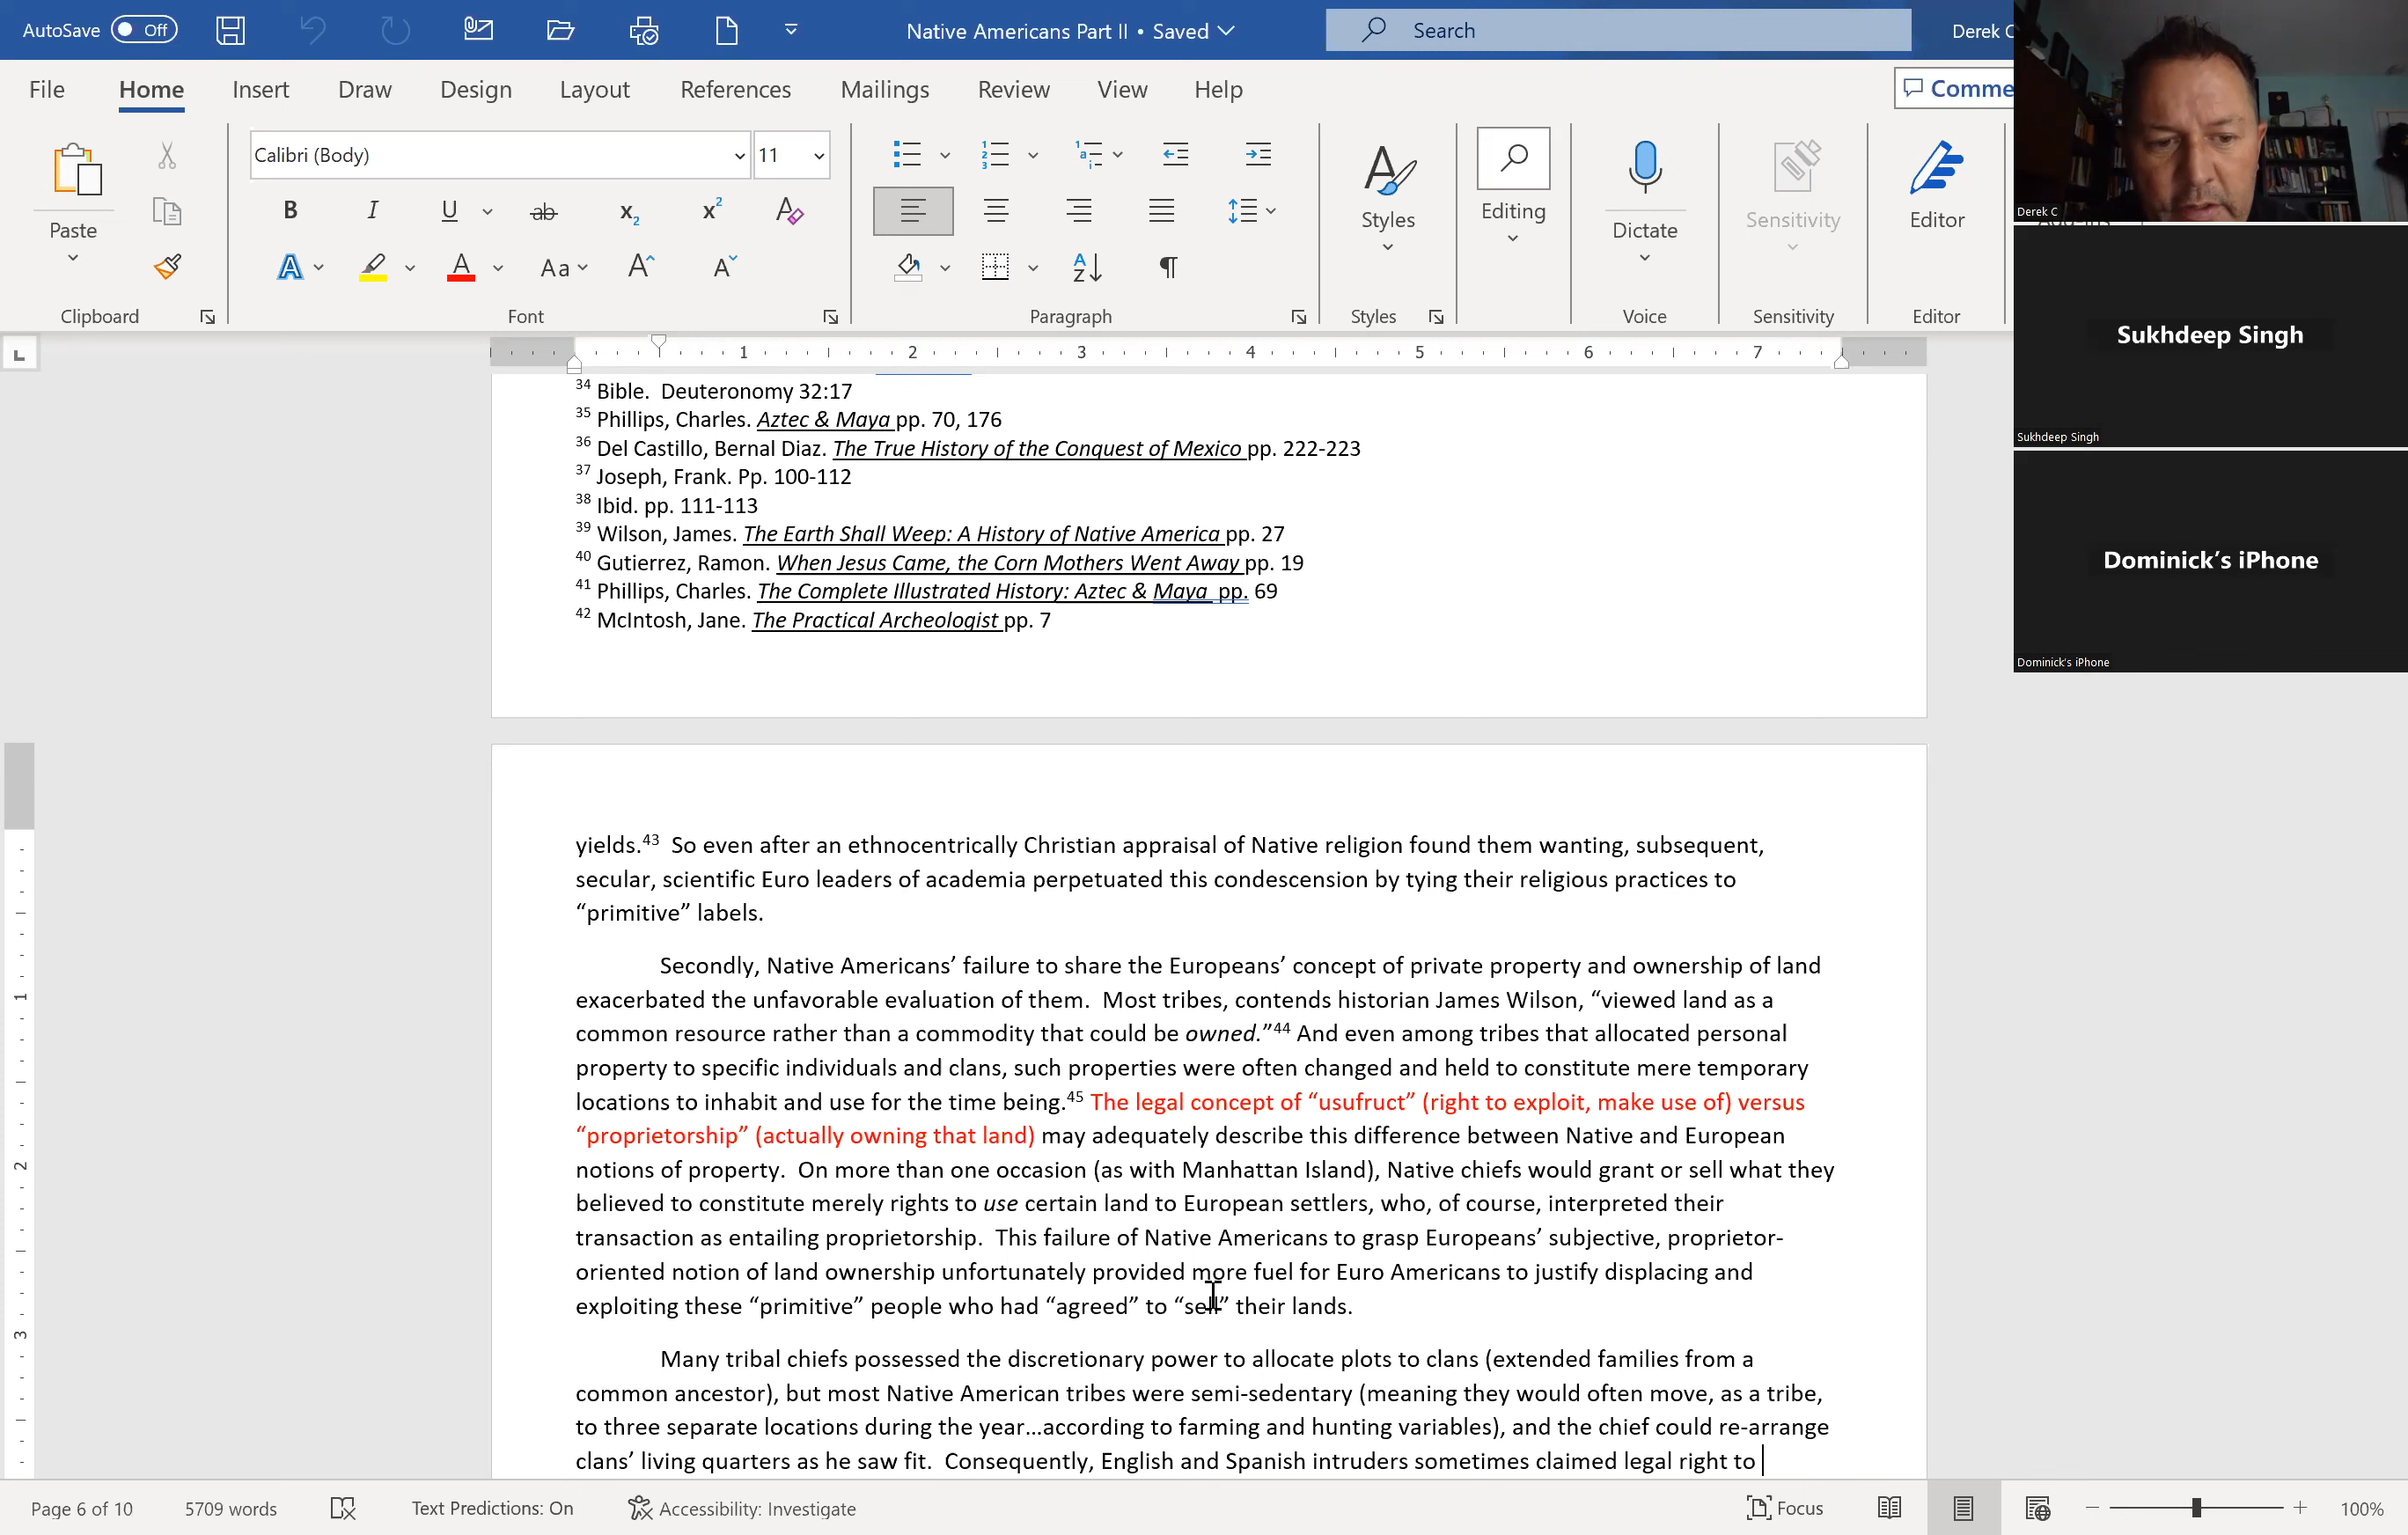 AutoSave Off
Native Americans Part II • Saved
Search
Derek C
File Home Insert Draw Design Layout References Mailings Review View Help
Comme
Paste
Calibri (Body) 11
Styles
Editing
Dictate
Sensitivity
Editor
Clipboard Font Paragraph Styles Voice Sensitivity Editor
Derek C
Sukhdeep Singh
Sukhdeep Singh
Dominick’s iPhone
Dominick's iPhone
1 2 3 4 5 6 7
34 Bible. Deuteronomy 32:17
35 Phillips, Charles. Aztec & Maya pp. 70, 176
36 Del Castillo, Bernal Diaz. The True History of the Conquest of Mexico pp. 222-223
37 Joseph, Frank. Pp. 100-112
38 Ibid. pp. 111-113
39 Wilson, James. The Earth Shall Weep: A History of Native America pp. 27
40 Gutierrez, Ramon. When Jesus Came, the Corn Mothers Went Away pp. 19
41 Phillips, Charles. The Complete Illustrated History: Aztec & Maya pp. 69
42 McIntosh, Jane. The Practical Archeologist pp. 7
yields.43 So even after an ethnocentrically Christian appraisal of Native religion found them wanting, subsequent,
secular, scientific Euro leaders of academia perpetuated this condescension by tying their religious practices to
“primitive” labels.
Secondly, Native Americans’ failure to share the Europeans’ concept of private property and ownership of land
exacerbated the unfavorable evaluation of them. Most tribes, contends historian James Wilson, “viewed land as a
common resource rather than a commodity that could be owned.”44 And even among tribes that allocated personal
property to specific individuals and clans, such properties were often changed and held to constitute mere temporary
locations to inhabit and use for the time being.45 The legal concept of “usufruct” (right to exploit, make use of) versus
“proprietorship” (actually owning that land) may adequately describe this difference between Native and European
notions of property. On more than one occasion (as with Manhattan Island), Native chiefs would grant or sell what they
believed to constitute merely rights to use certain land to European settlers, who, of course, interpreted their
transaction as entailing proprietorship. This failure of Native Americans to grasp Europeans’ subjective, proprietor-
oriented notion of land ownership unfortunately provided more fuel for Euro Americans to justify displacing and
exploiting these “primitive” people who had “agreed” to “sell” their lands.
Many tribal chiefs possessed the discretionary power to allocate plots to clans (extended families from a
common ancestor), but most Native American tribes were semi-sedentary (meaning they would often move, as a tribe,
to three separate locations during the year…according to farming and hunting variables), and the chief could re-arrange
clans’ living quarters as he saw fit. Consequently, English and Spanish intruders sometimes claimed legal right to
1
2
3
Page 6 of 10 5709 words Text Predictions: On Accessibility: Investigate Focus 100%